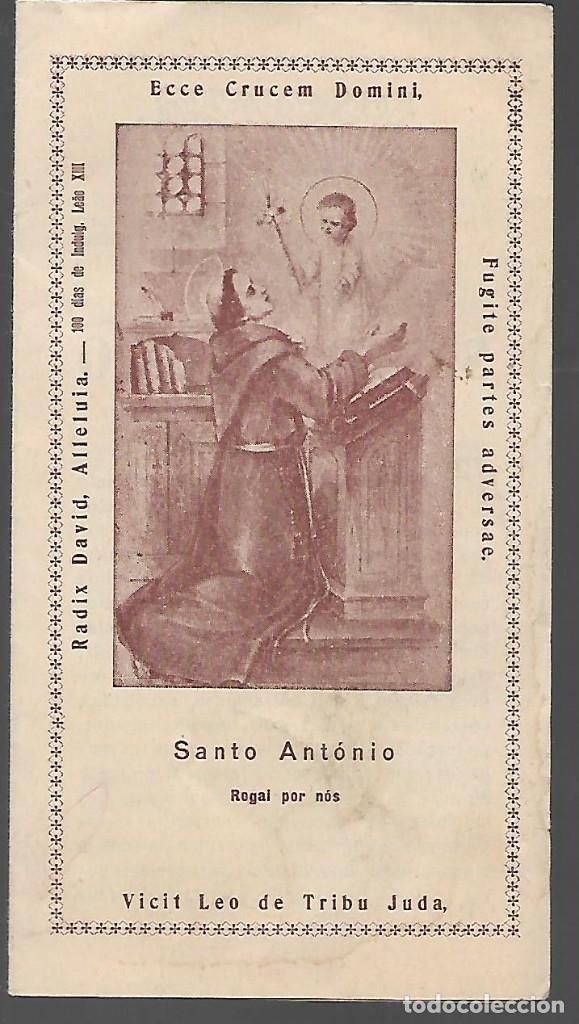 Ecce Crucem Domini,
Fugite partes adversae.
Vicit Leo de Tribu Juda,
Radix David, Alleluia. — 100 dias de Indulg. Leão XIII
Santo António
Rogai por nós
todocoleccion